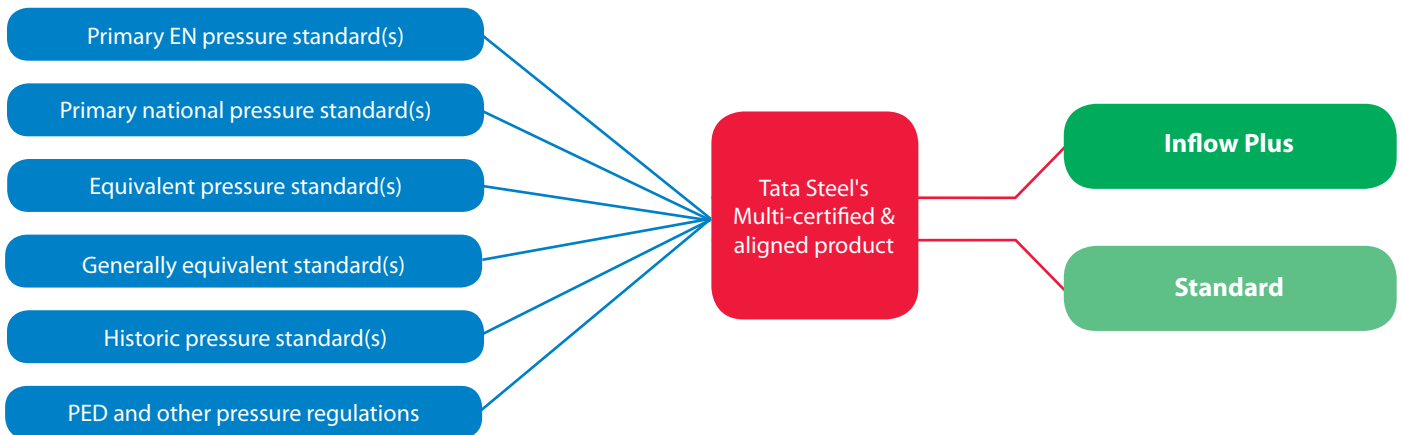 Primary EN pressure standard(s)
Primary national pressure standard(s)
Equivalent pressure standard(s)
Generally equivalent standard(s)
Historic pressure standard(s)
PED and other pressure regulations
Tata Steel's
Multi-certified &
aligned product
Inflow Plus
Standard